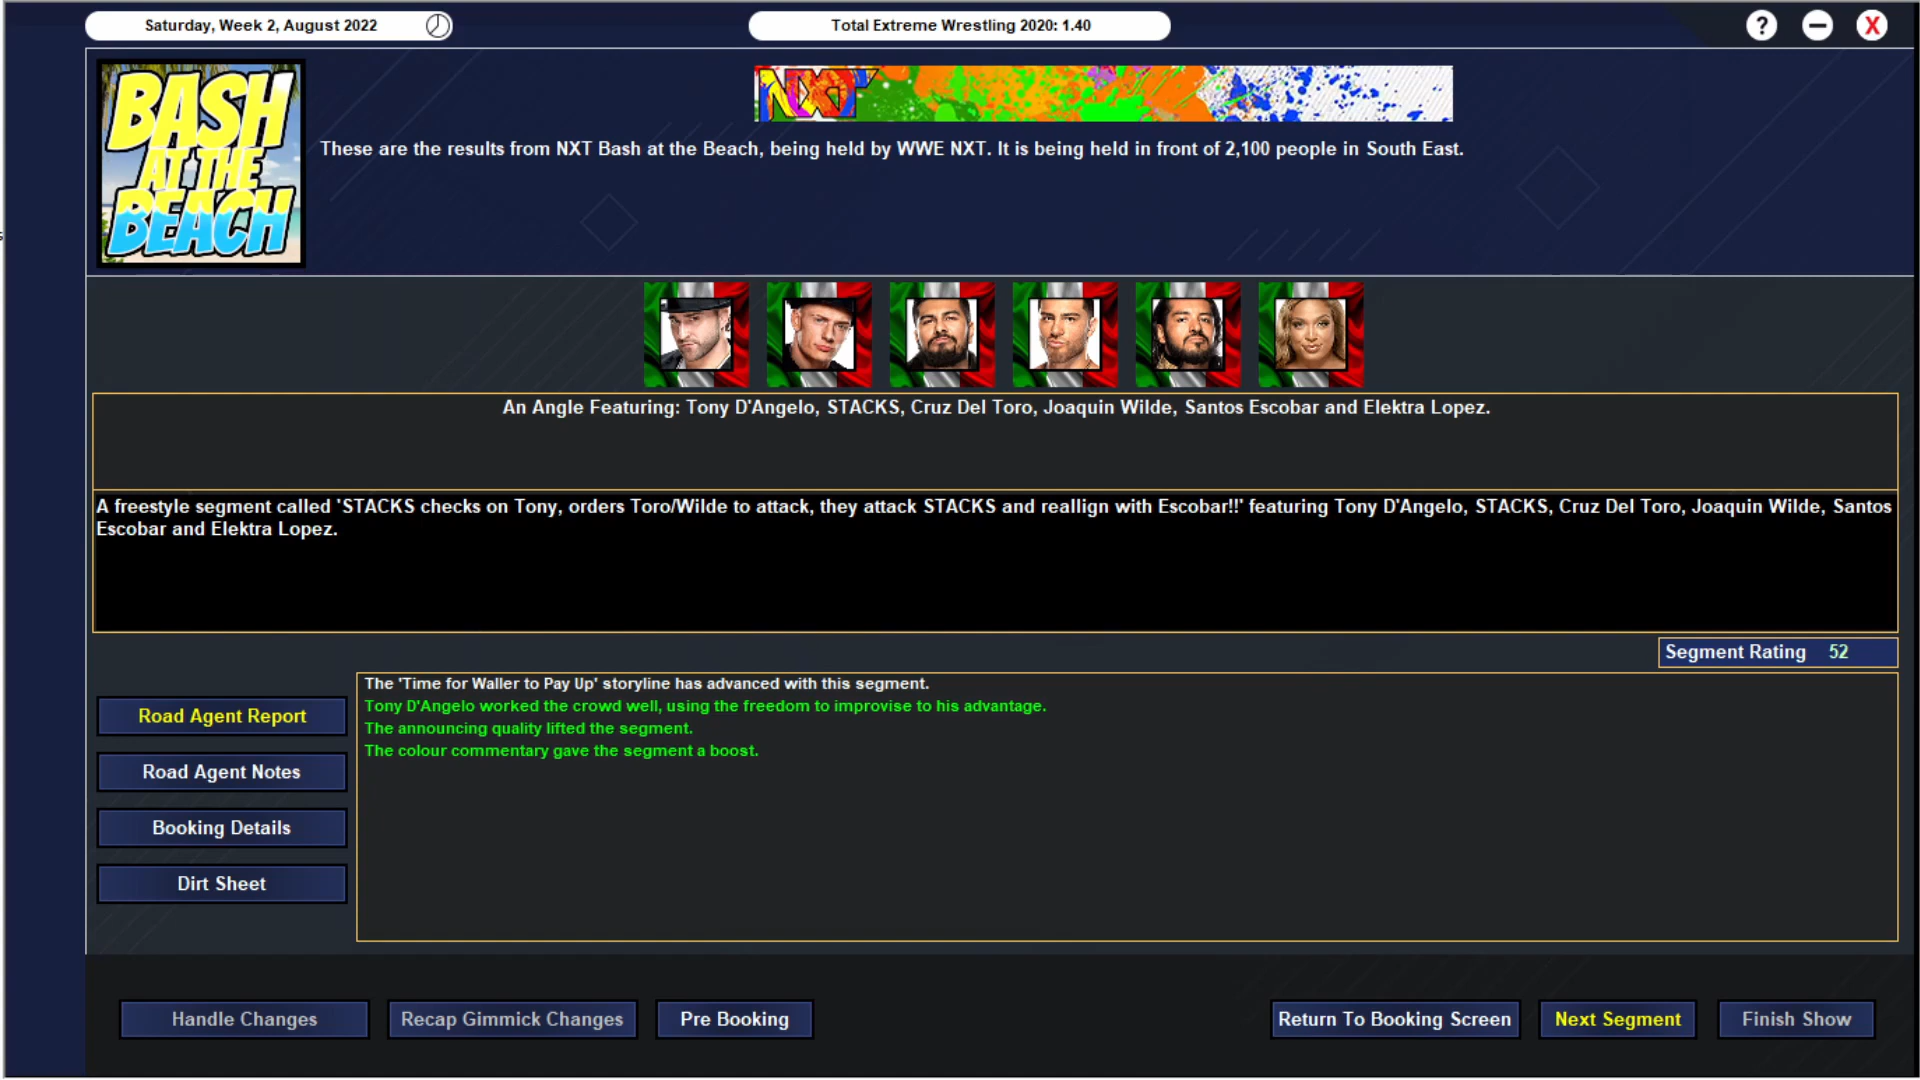 Saturday, Week 2, August 2022
Total Extreme Wrestling 2020: 1.40
?
X
BASH
AT THE
BEACH
NXT
These are the results from NXT Bash at the Beach, being held by WWE NXT. It is being held in front of 2,100 people in South East.
An Angle Featuring: Tony D'Angelo, STACKS, Cruz Del Toro, Joaquin Wilde, Santos Escobar and Elektra Lopez.
A freestyle segment called 'STACKS checks on Tony, orders Toro/Wilde to attack, they attack STACKS and reallign with Escobar!!' featuring Tony D'Angelo, STACKS, Cruz Del Toro, Joaquin Wilde, Santos
Escobar and Elektra Lopez.
Segment Rating 52
The 'Time for Waller to Pay Up' storyline has advanced with this segment.
Tony D'Angelo worked the crowd well, using the freedom to improvise to his advantage.
The announcing quality lifted the segment.
The colour commentary gave the segment a boost.
Road Agent Report
Road Agent Notes
Booking Details
Dirt Sheet
Handle Changes
Recap Gimmick Changes
Pre Booking
Return To Booking Screen
Next Segment
Finish Show